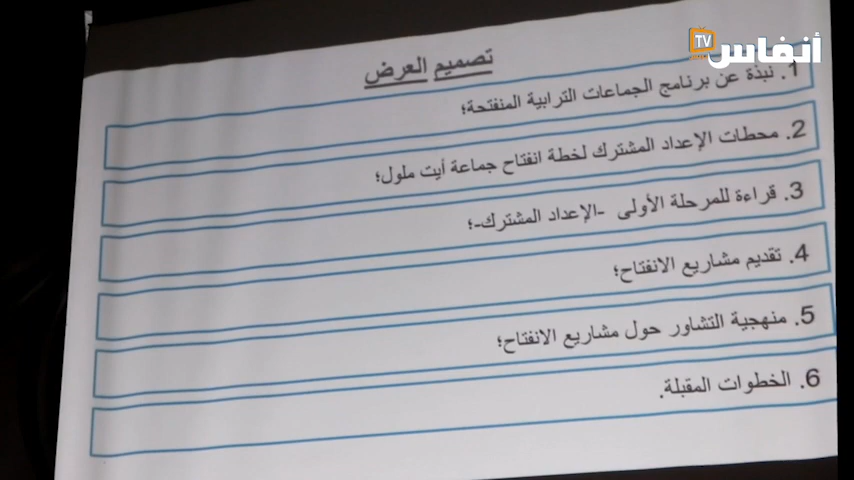 أنفاس TV
تصميم العرض
1. نبذة عن برنامج الجماعات الترابية المنفتحة؛
2. محطات الإعداد المشترك لخطة انفتاح جماعة أيت ملول؛
3. قراءة للمرحلة الأولى -الإعداد المشترك-؛
4. تقديم مشاريع الانفتاح؛
5. منهجية التشاور حول مشاريع الانفتاح؛
6. الخطوات المقبلة.